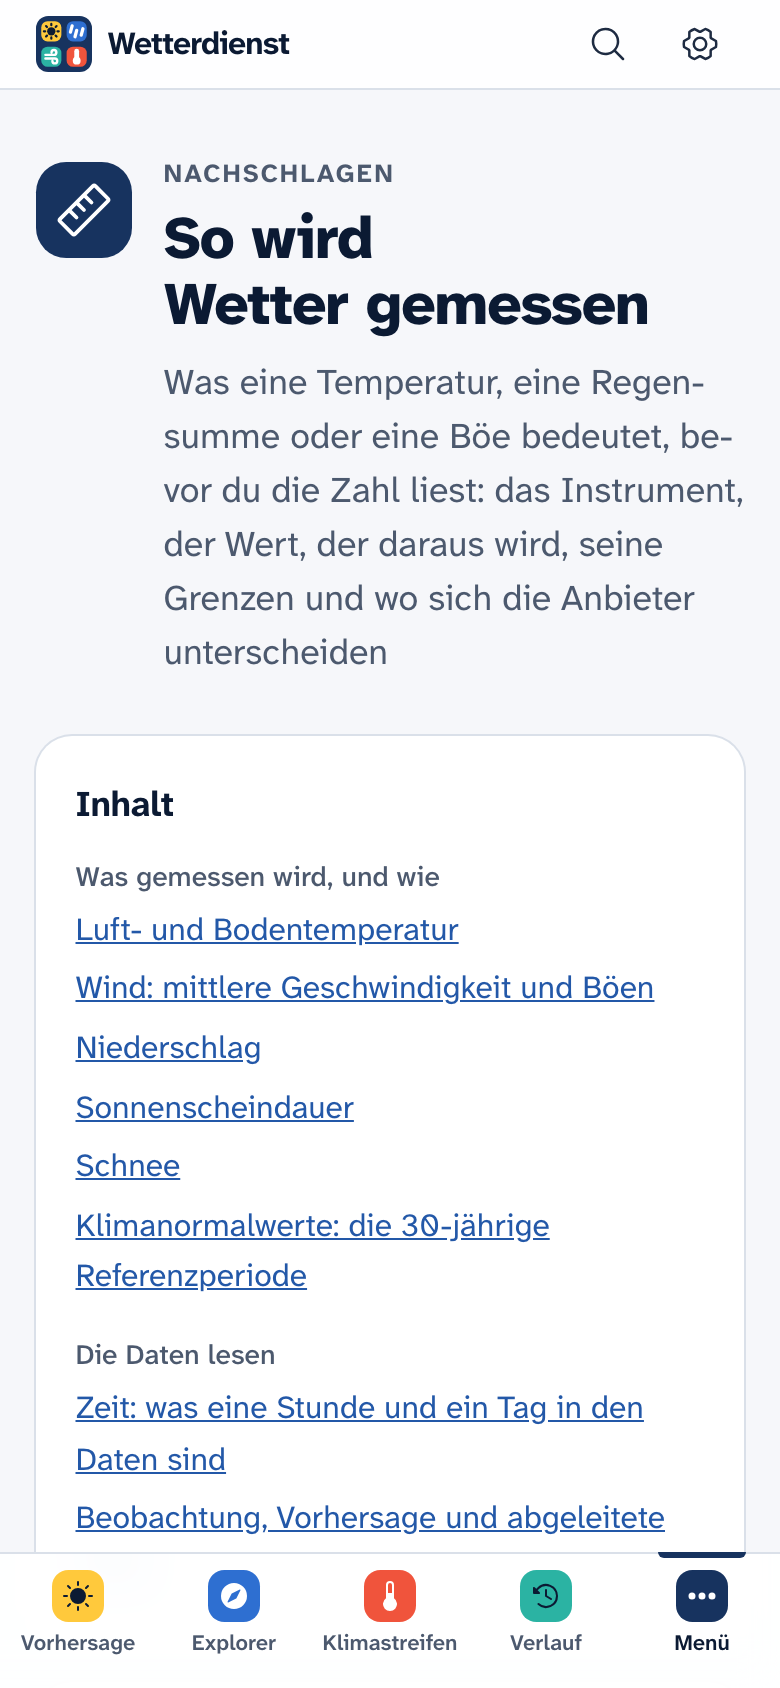 Wetterdienst
NACHSCHLAGEN
So wird
Wetter gemessen
Was eine Temperatur, eine Regen-
summe oder eine Böe bedeutet, be-
vor du die Zahl liest: das Instrument,
der Wert, der daraus wird, seine
Grenzen und wo sich die Anbieter
unterscheiden
Inhalt
Was gemessen wird, und wie
Luft- und Bodentemperatur
Wind: mittlere Geschwindigkeit und Böen
Niederschlag
Sonnenscheindauer
Schnee
Klimanormalwerte: die 30-jährige
Referenzperiode
Die Daten lesen
Zeit: was eine Stunde und ein Tag in den
Daten sind
Beobachtung, Vorhersage und abgeleitete
Vorhersage
Explorer
Klimastreifen
Verlauf
Menü